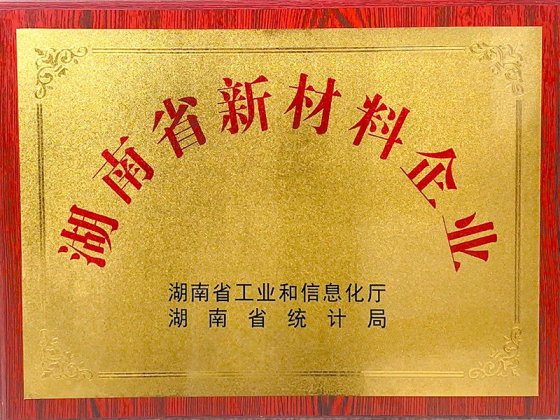 湖南省新材料企业
湖南省工业和信息化厅
湖南省统计局